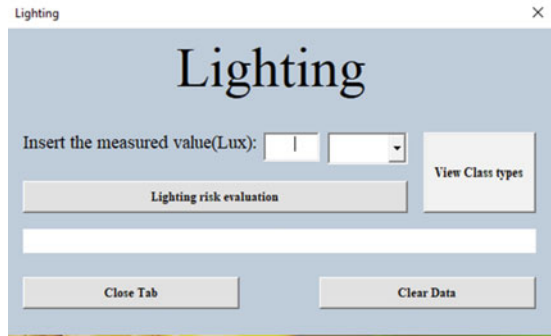 Lighting
Lighting
Insert the measured value(Lux):
View Class types
Lighting risk evaluation
Close Tab
Clear Data